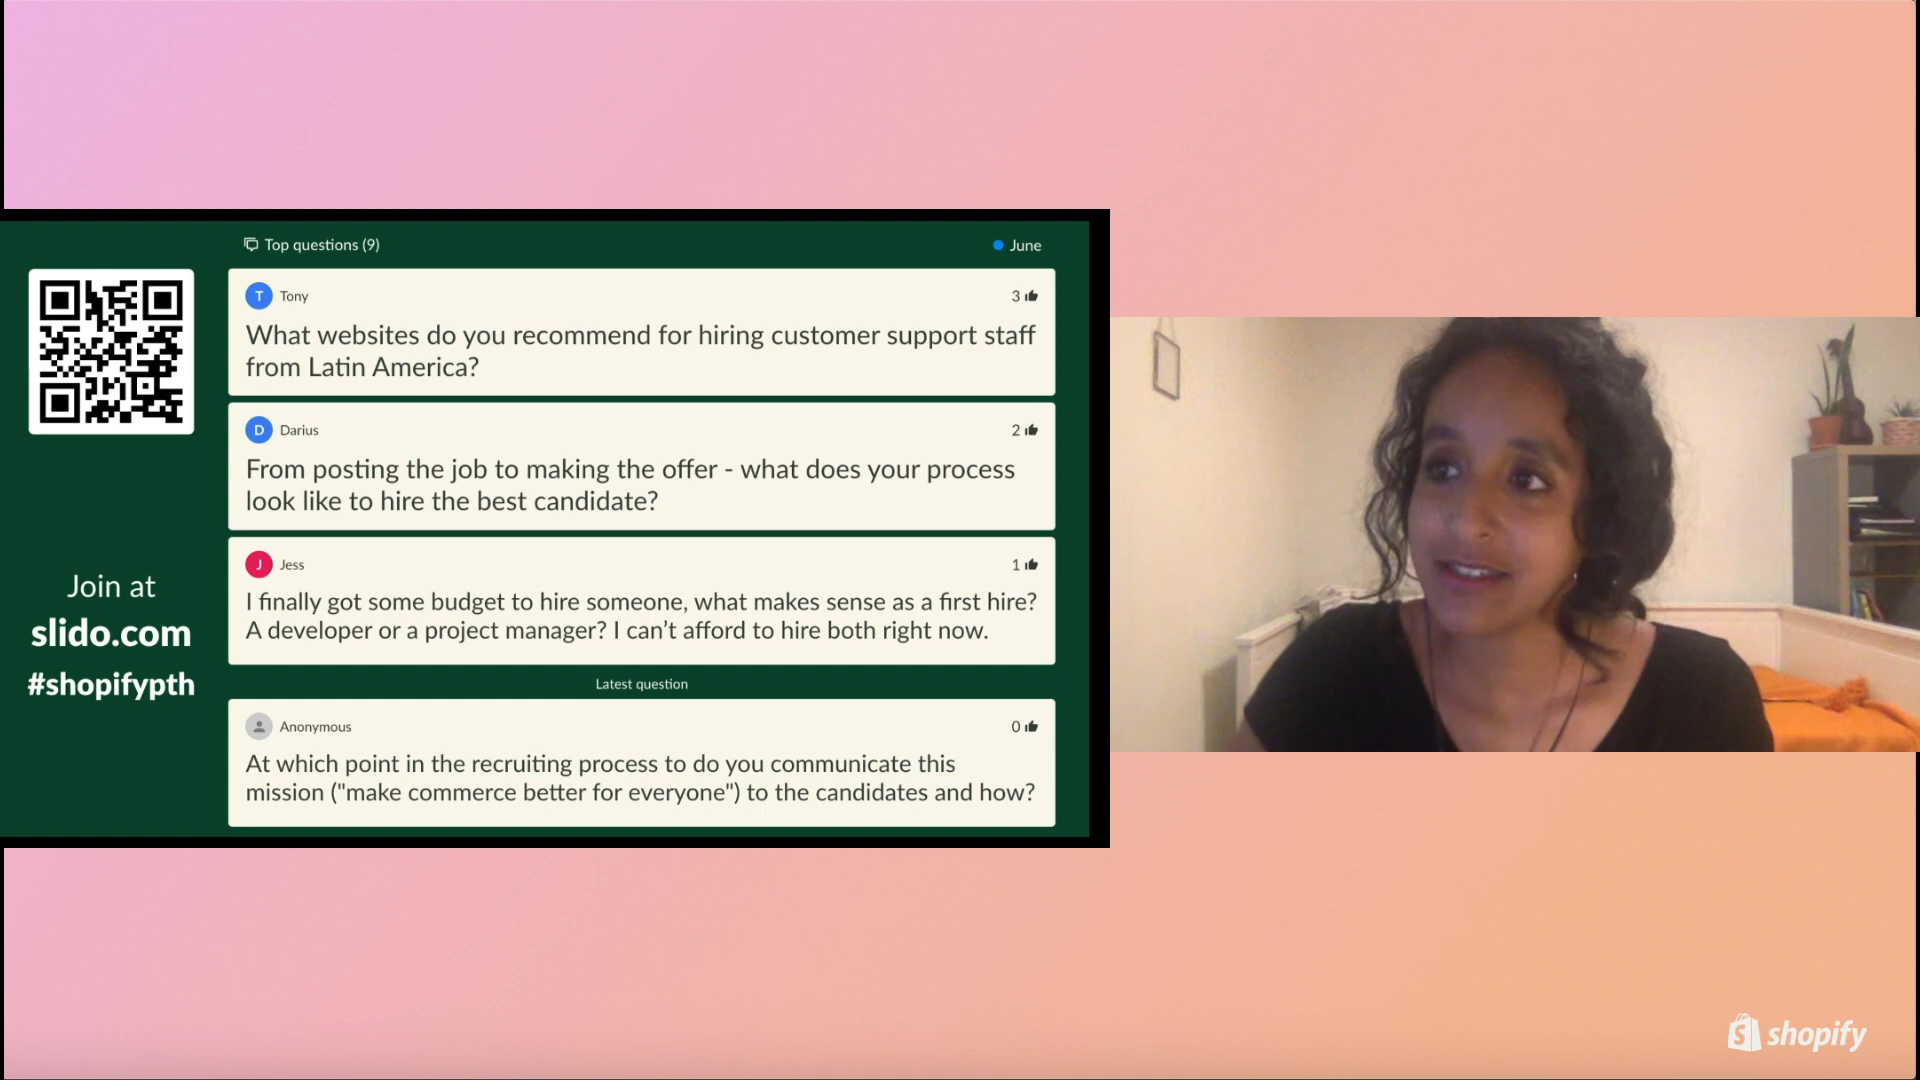 Top questions (9)
June
T Tony
3
What websites do you recommend for hiring customer support staff
from Latin America?
D Darius
2
From posting the job to making the offer - what does your process
look like to hire the best candidate?
J Jess
1
I finally got some budget to hire someone, what makes sense as a first hire?
A developer or a project manager? I can’t afford to hire both right now.
Latest question
Anonymous
0
At which point in the recruiting process to do you communicate this
mission ("make commerce better for everyone") to the candidates and how?
Join at
slido.com
#shopifypth
shopify